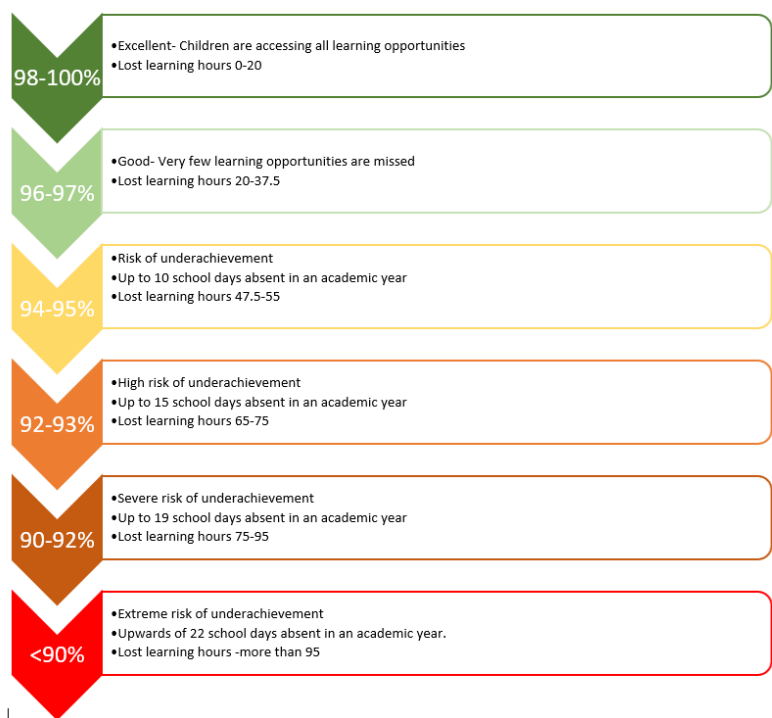 98-100%
•Excellent- Children are accessing all learning opportunities
•Lost learning hours 0-20
96-97%
•Good- Very few learning opportunities are missed
•Lost learning hours 20-37.5
94-95%
•Risk of underachievement
•Up to 10 school days absent in an academic year
•Lost learning hours 47.5-55
92-93%
•High risk of underachievement
•Up to 15 school days absent in an academic year
•Lost learning hours 65-75
90-92%
•Severe risk of underachievement
•Up to 19 school days absent in an academic year
•Lost learning hours 75-95
<90%
•Extreme risk of underachievement
•Upwards of 22 school days absent in an academic year.
•Lost learning hours -more than 95